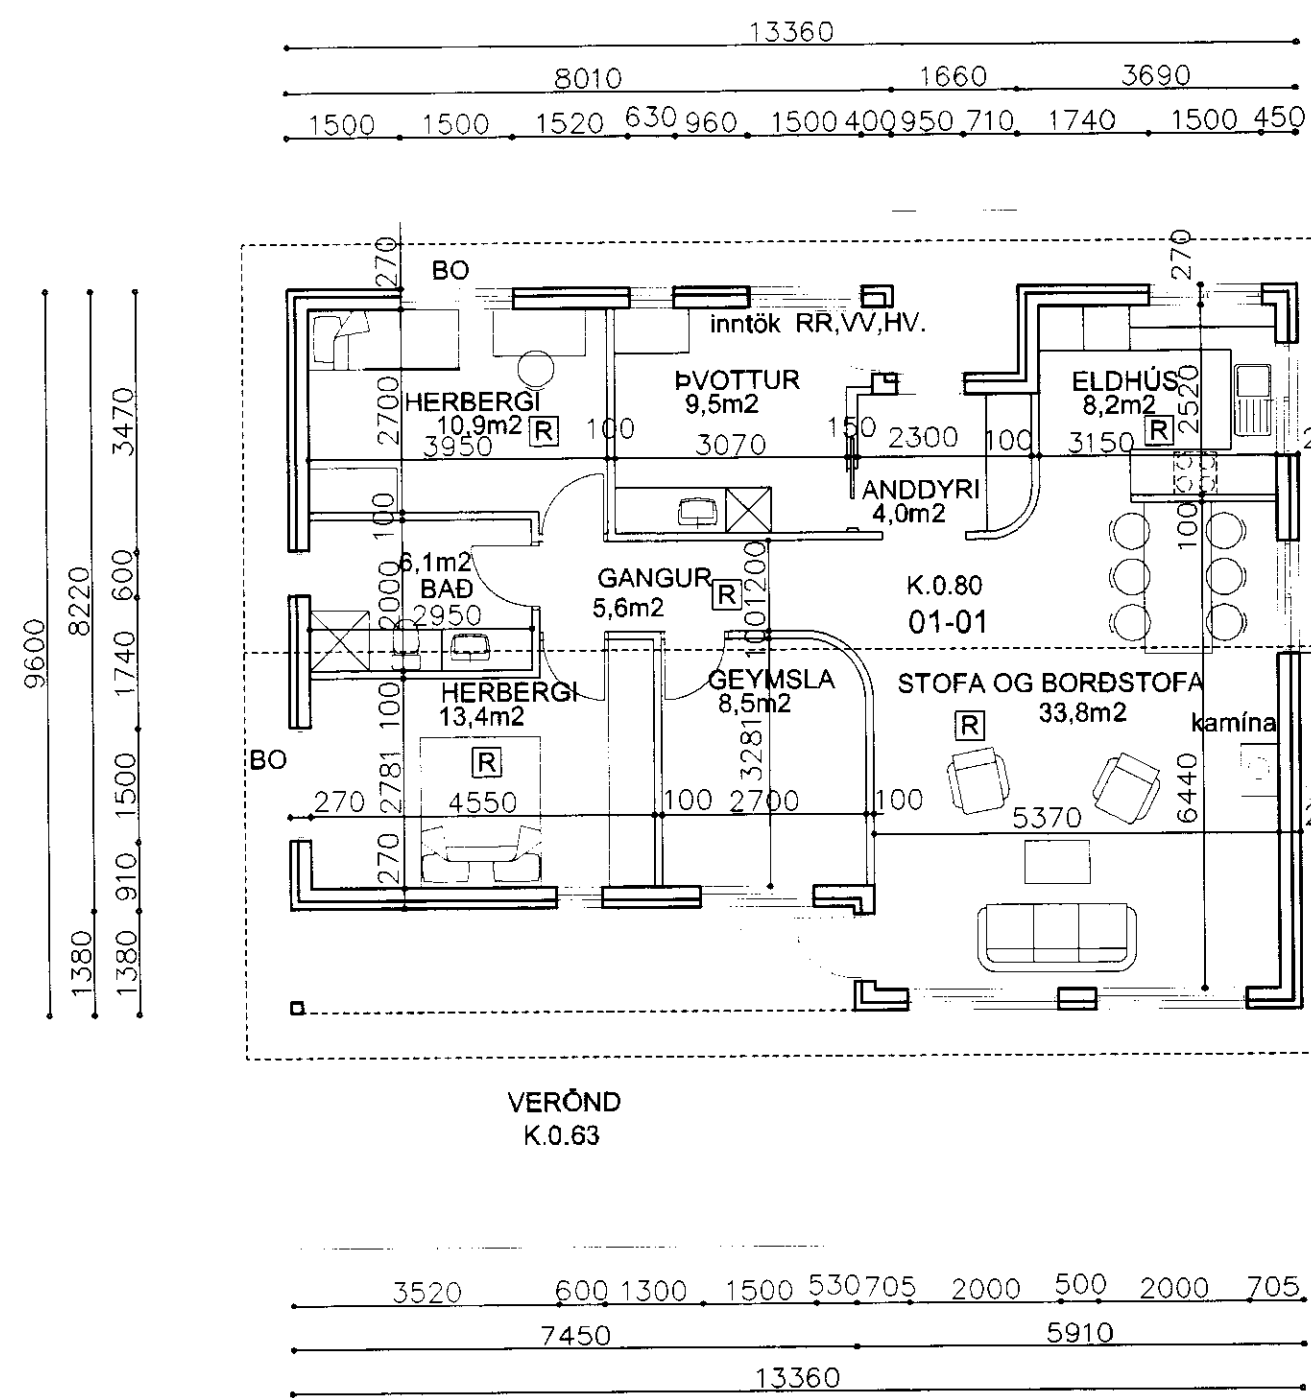 13360
8010 1660 3690
1500 1500 1520 630 960 1500 400 950 710 1740 1500 450
270
BO
270
inntök RR,VV,HV.
HERBERGI
10,9m2 R
ÞVOTTUR
9,5m2
ELDHÚS
8,2m2
R
2700
2520
3950 100 3070 150 2300 100 3150
ANDDYRI
4,0m2
100
100
6,1m2
BAÐ
2950
2000
GANGUR
5,6m2
R
1200
100
K.0.80
01-01
HERBERGI
13,4m2
R
100
GEYMSLA
8,5m2
STOFA OG BORÐSTOFA
33,8m2
R
kamína
BO
2781
3281
6440
270 4550 100 2700 100
5370
270
9600
8220
1380
3470
600
1740
1500
910
1380
VERÖND
K.0.63
3520 600 1300 1500 530 705 2000 500 2000 705
7450 5910
13360